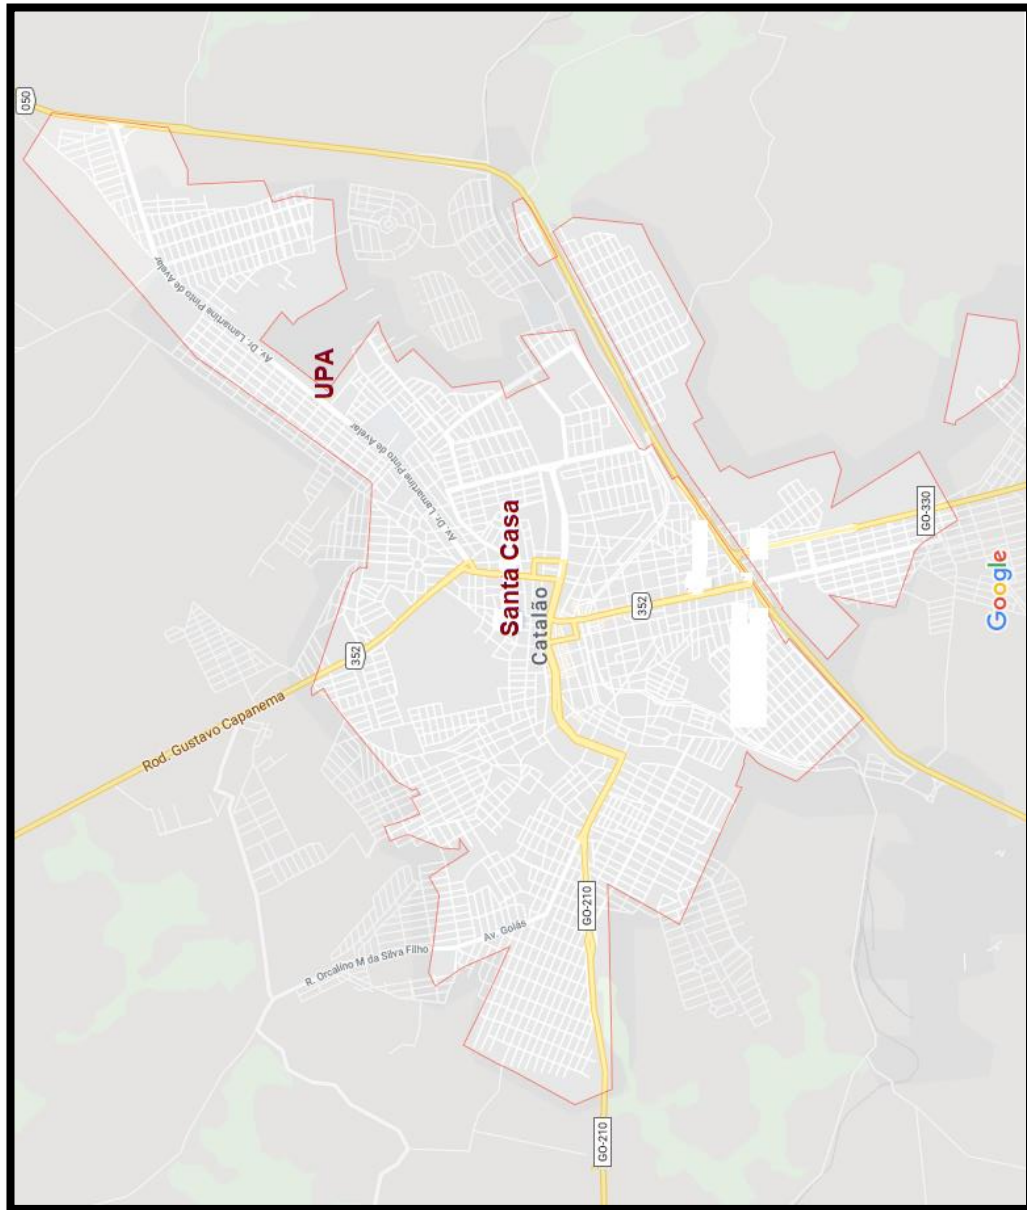 050
Av. Dr. Lamartine Pinto de Avelar
UPA
Av. Dr. Lamartine Pinto de Avelar
Santa Casa
Catalão
352
352
Rod. Gustavo Capanema
GO-330
Google
GO-210
Av. Goiás
R. Orcalino M da Silva Filho
GO-210